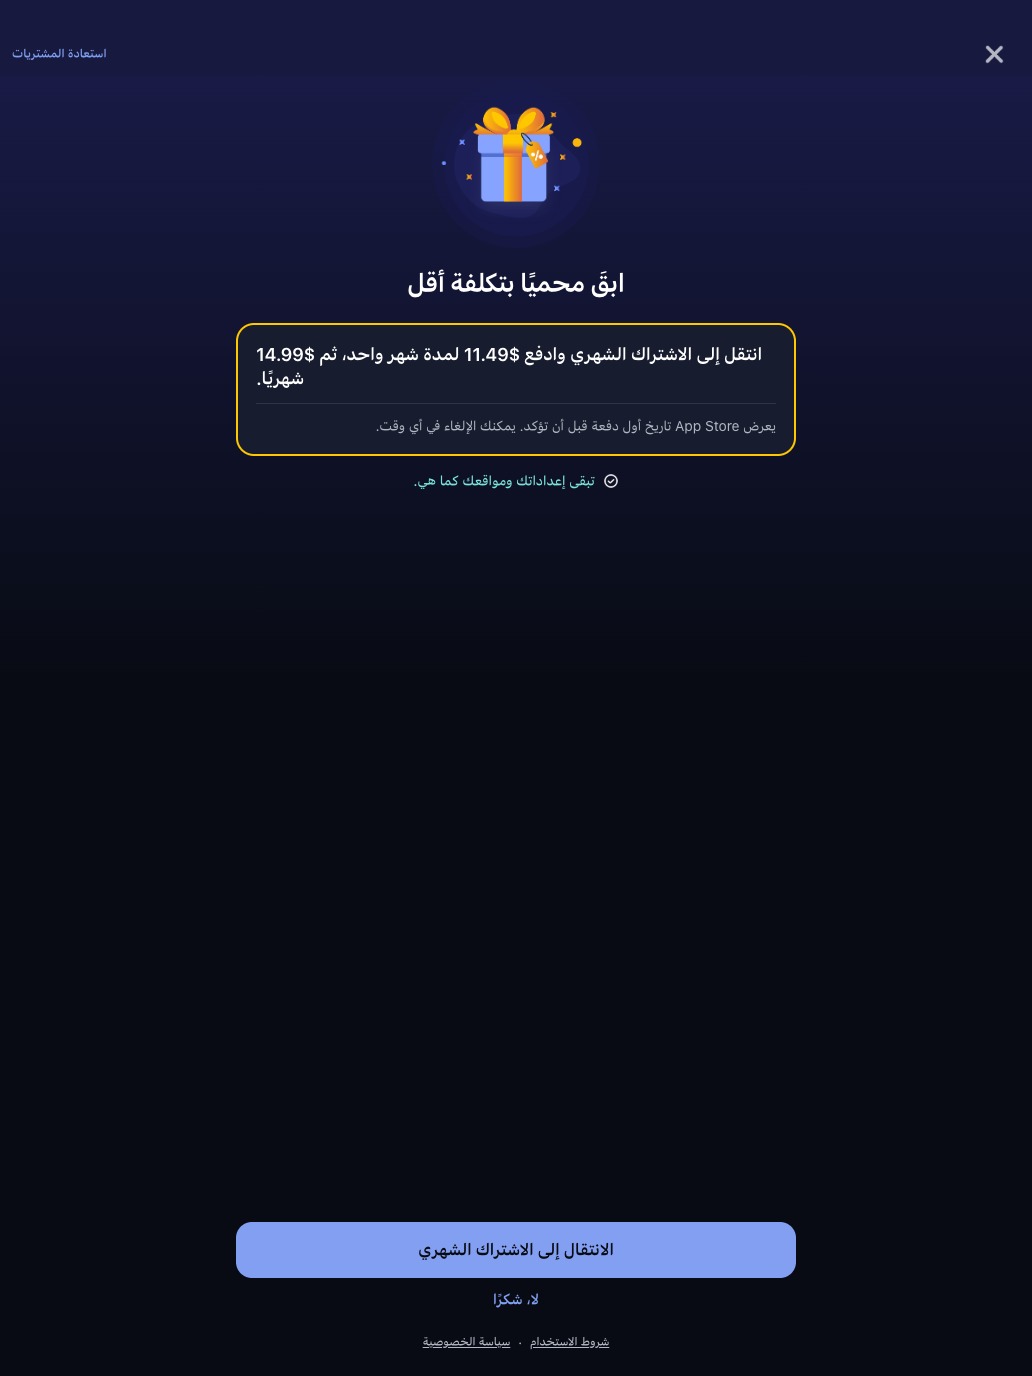 استعادة المشتريات
ابقَ محميًا بتكلفة أقل
انتقل إلى الاشتراك الشهري وادفع $11.49 لمدة شهر واحد، ثم $14.99
شهريًا.
يعرض App Store تاريخ أول دفعة قبل أن تؤكد. يمكنك الإلغاء في أي وقت.
تبقى إعداداتك ومواقعك كما هي.
الانتقال إلى الاشتراك الشهري
لا، شكرًا
شروط الاستخدام · سياسة الخصوصية